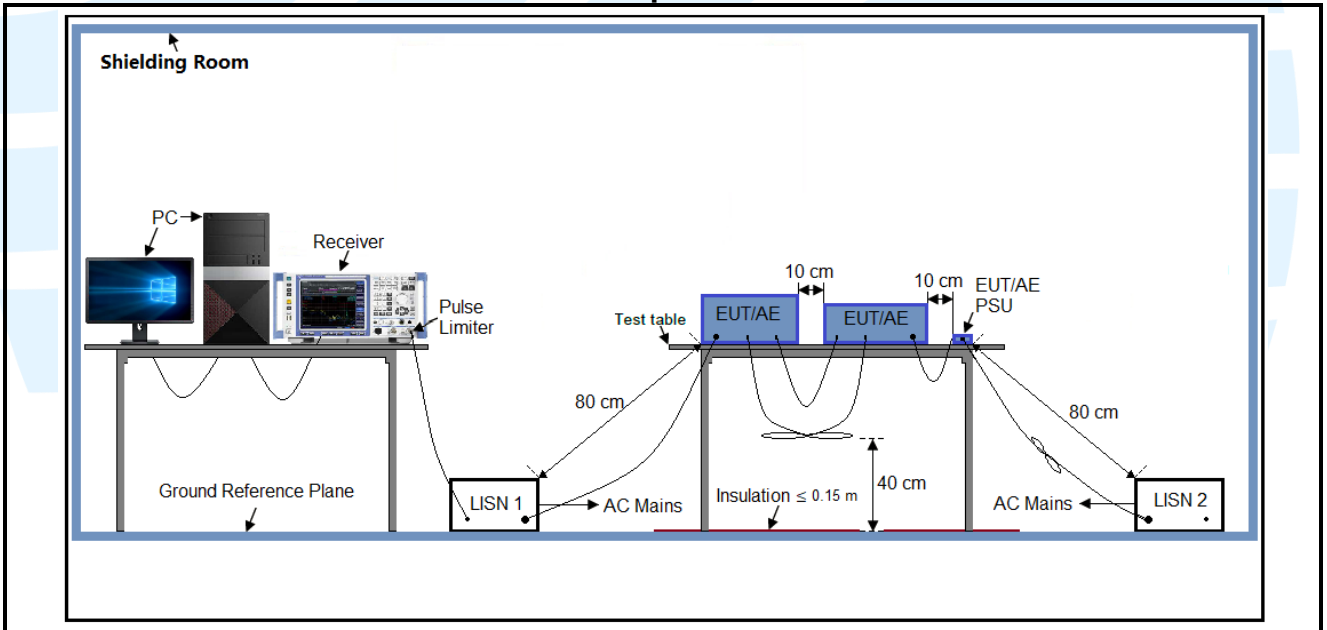 Shielding Room
PC
Receiver
Pulse
Limiter
10 cm
10 cm
EUT/AE
PSU
Test table
EUT/AE
EUT/AE
80 cm
80 cm
40 cm
Ground Reference Plane
LISN 1
AC Mains
Insulation ≤ 0.15 m
AC Mains
LISN 2